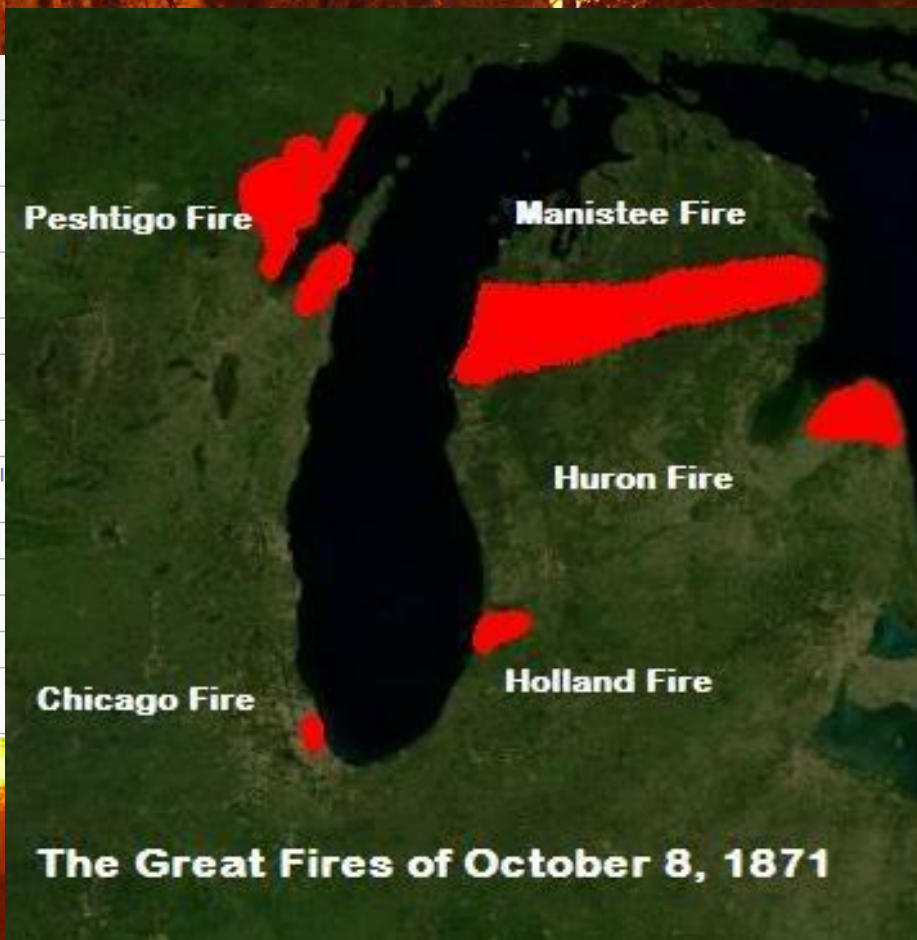 Peshtigo Fire
Manistee Fire
Huron Fire
Holland Fire
Chicago Fire
The Great Fires of October 8, 1871